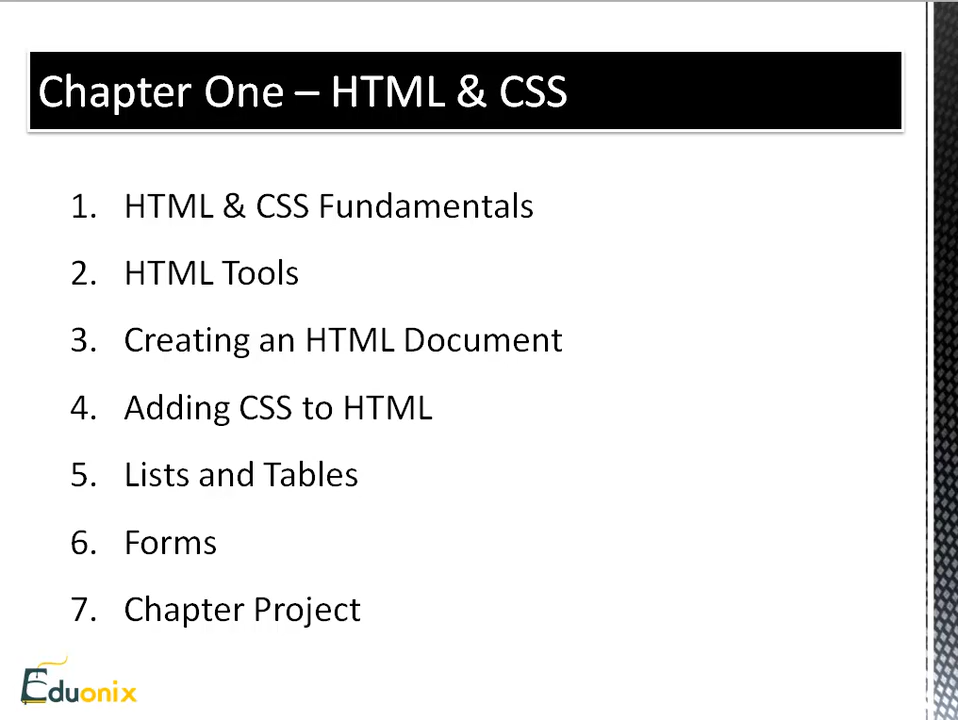 Chapter One – HTML & CSS
1. HTML & CSS Fundamentals
2. HTML Tools
3. Creating an HTML Document
4. Adding CSS to HTML
5. Lists and Tables
6. Forms
7. Chapter Project
Eduonix